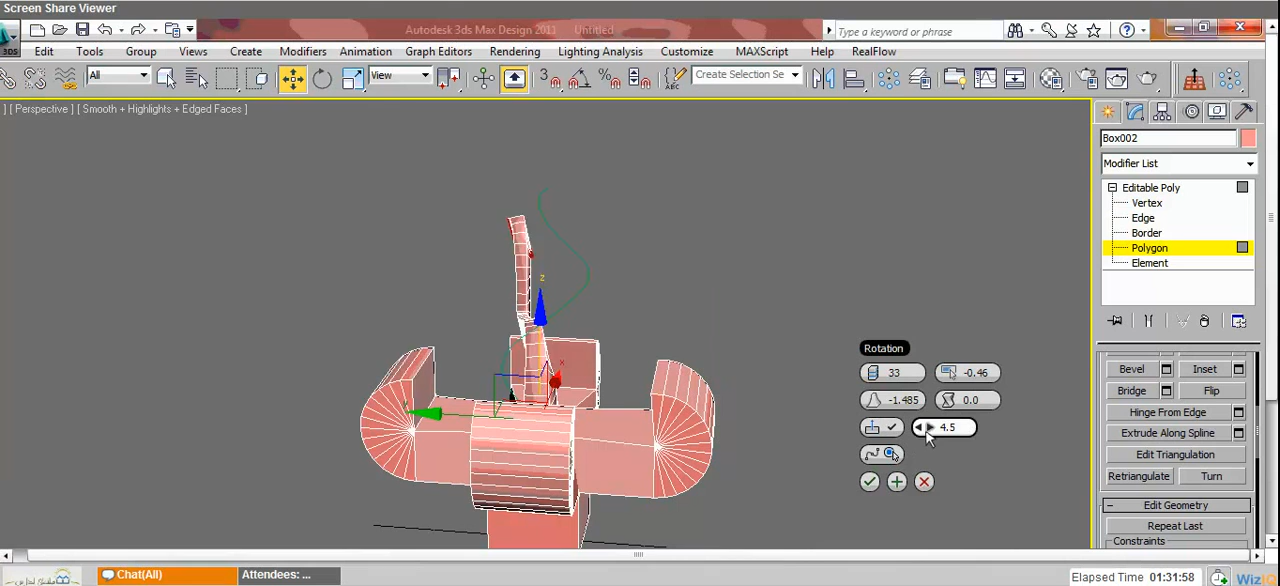 Screen Share Viewer
Autodesk 3ds Max Design 2011 Untitled
Type a keyword or phrase
3DS
Edit Tools Group Views Create Modifiers Animation Graph Editors Rendering Lighting Analysis Customize MAXScript Help RealFlow
All View 3 ABC Create Selection Se
] [ Perspective ] [ Smooth + Highlights + Edged Faces ]
Box002
Modifier List
Editable Poly
Vertex
Edge
Border
Polygon
Element
z
x
Rotation
33 -0.46
-1.485 0.0
4.5
Bevel Inset
Bridge Flip
Hinge From Edge
Extrude Along Spline
Edit Triangulation
Retriangulate Turn
Edit Geometry
Repeat Last
Constraints
Chat(All) Attendees: ...
Elapsed Time 01:31:58
WizIQ